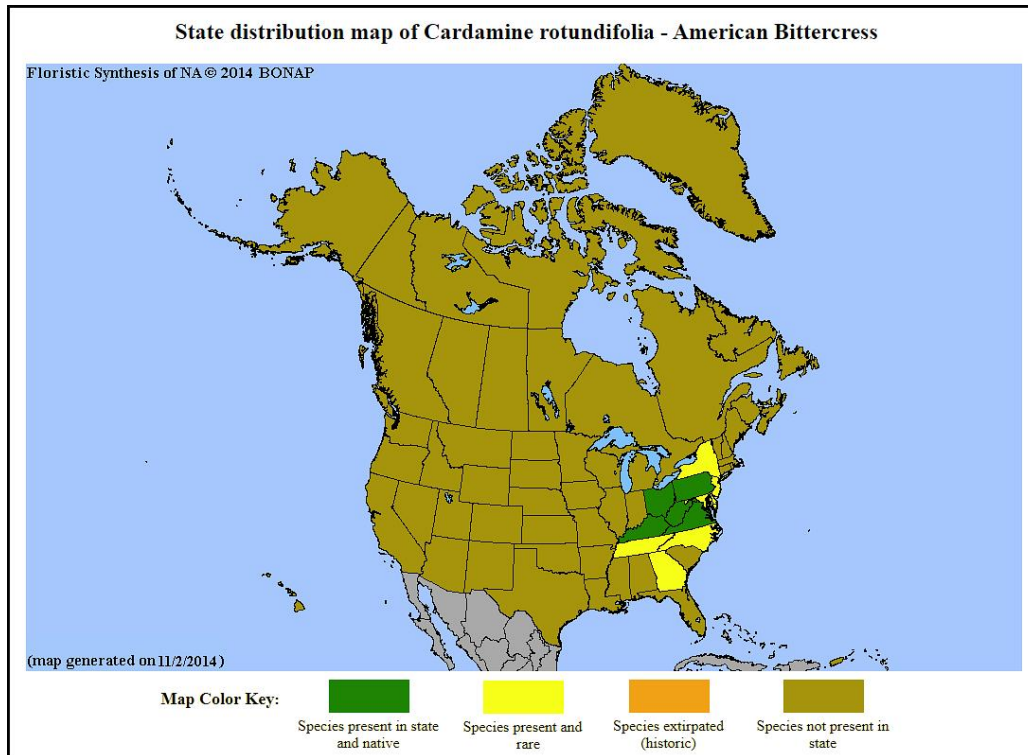 State distribution map of Cardamine rotundifolia - American Bittercress
Floristic Synthesis of NA © 2014 BONAP
(map generated on 11/2/2014)
Map Color Key:
Species present in state
and native
Species present and
rare
Species extirpated
(historic)
Species not present in
state